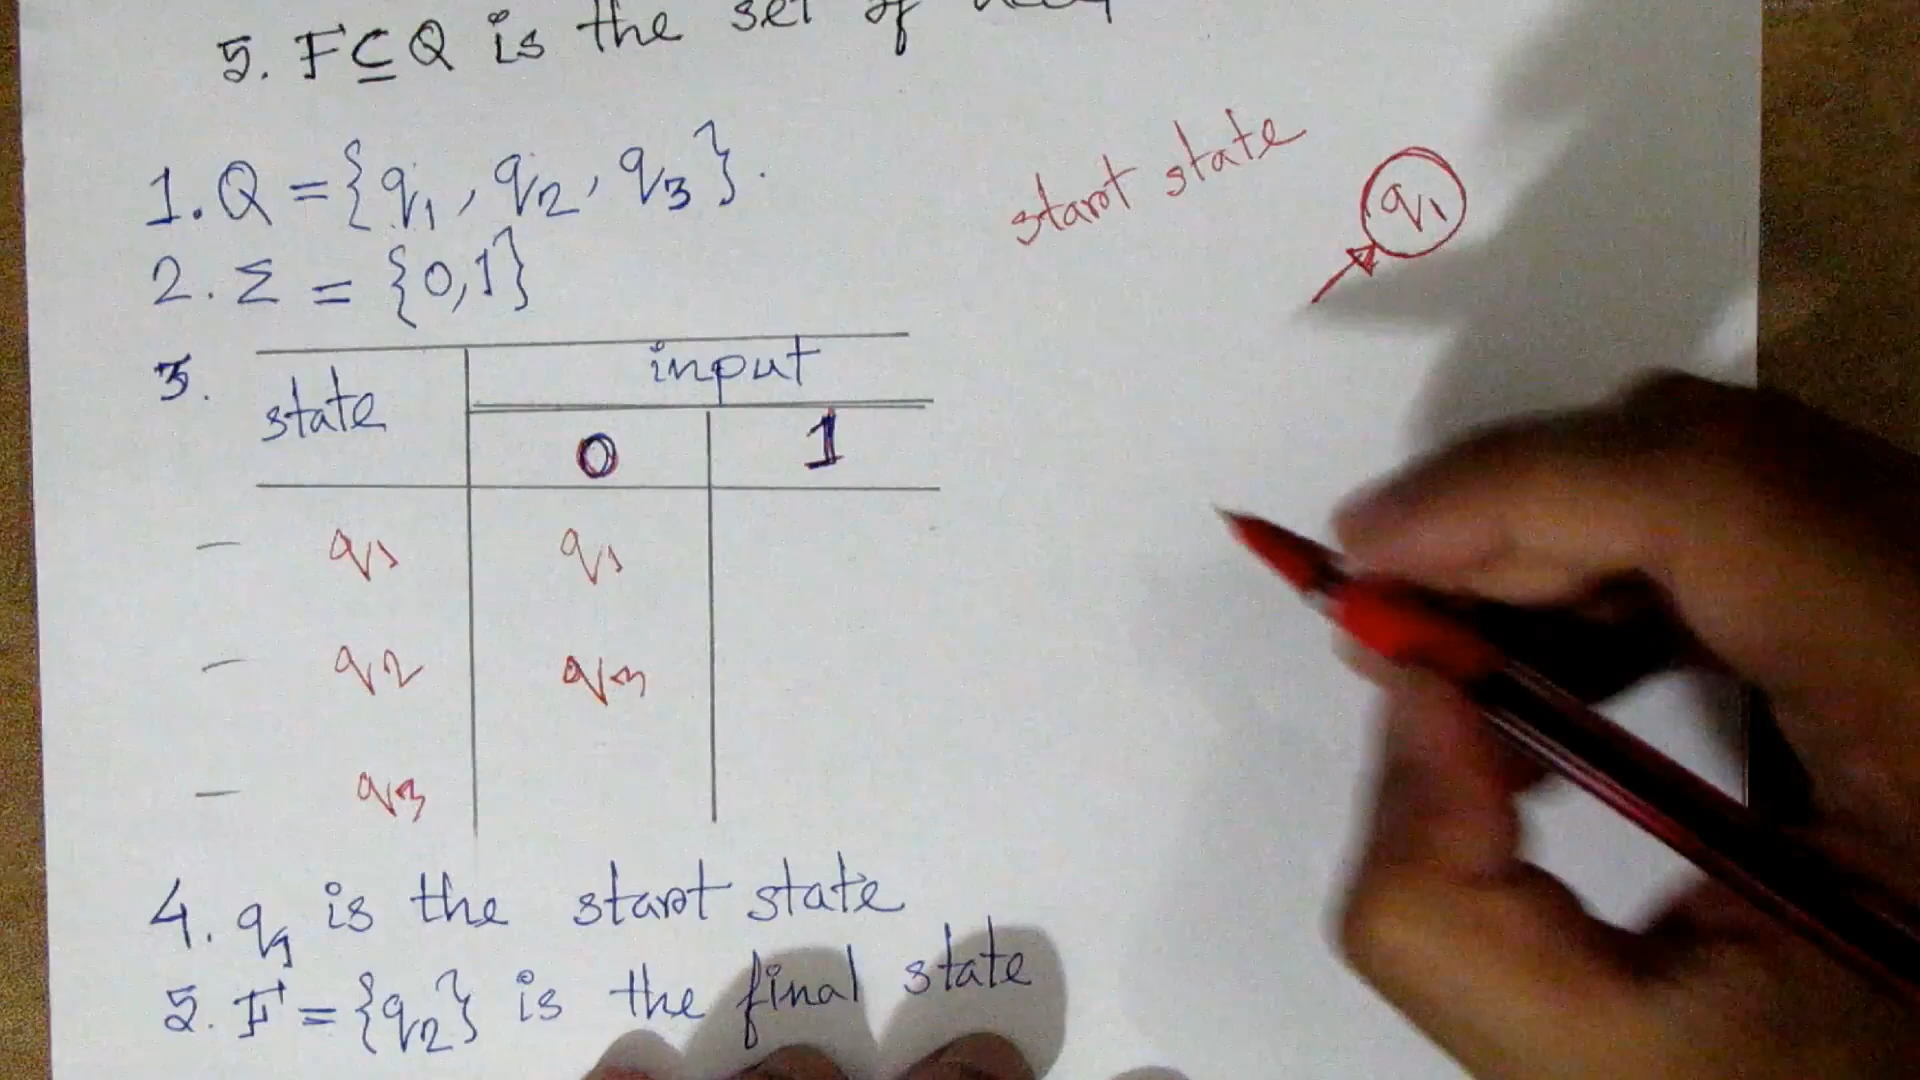 5. F⊆Q is the set of
1. Q = {q1, q2, q3}.
2. Σ = {0,1}
3.
state
input
0 1
q1 q1
q2 q3
q3
4. q1 is the start state
5. F = {q2} is the final state
start state
q1